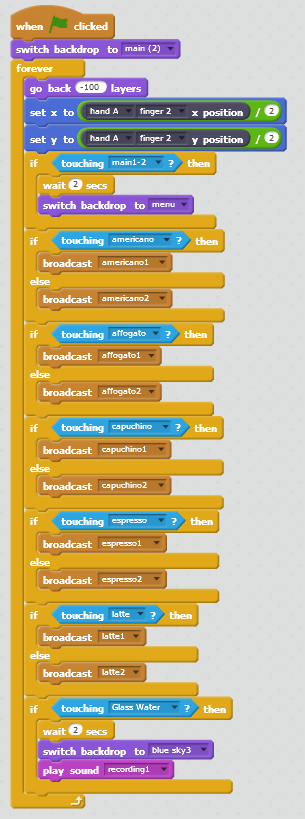 when clicked
switch backdrop to main (2)
forever
go back -100 layers
set x to hand A finger 2 x position / 2
set y to hand A finger 2 y position / 2
if touching main1-2 ? then
wait 2 secs
switch backdrop to menu
if touching americano ? then
broadcast americano1
else
broadcast americano2
if touching affogato ? then
broadcast affogato1
else
broadcast affogato2
if touching capuchino ? then
broadcast capuchino1
else
broadcast capuchino2
if touching espresso ? then
broadcast espresso1
else
broadcast espresso2
if touching latte ? then
broadcast latte1
else
broadcast latte2
if touching Glass Water ? then
wait 2 secs
switch backdrop to blue sky3
play sound recording1